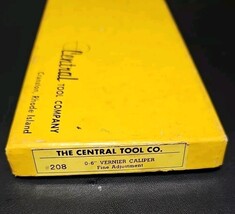 Central
TOOL COMPANY
Cranston, Rhode Island
THE CENTRAL TOOL CO.
208
0-6" VERNIER CALIPER
Fine Adjustment